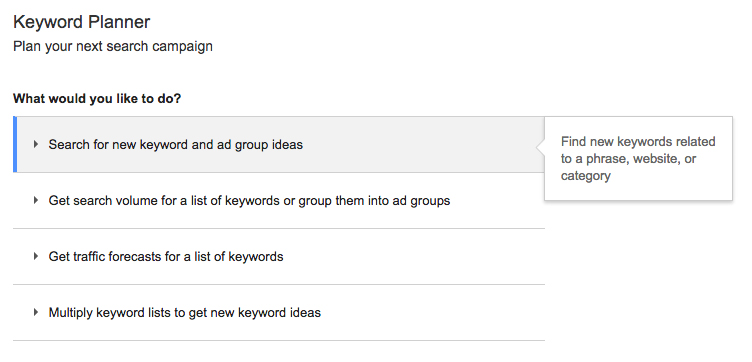 Keyword Planner
Plan your next search campaign
What would you like to do?
Search for new keyword and ad group ideas
Find new keywords related
to a phrase, website, or
category
Get search volume for a list of keywords or group them into ad groups
Get traffic forecasts for a list of keywords
Multiply keyword lists to get new keyword ideas